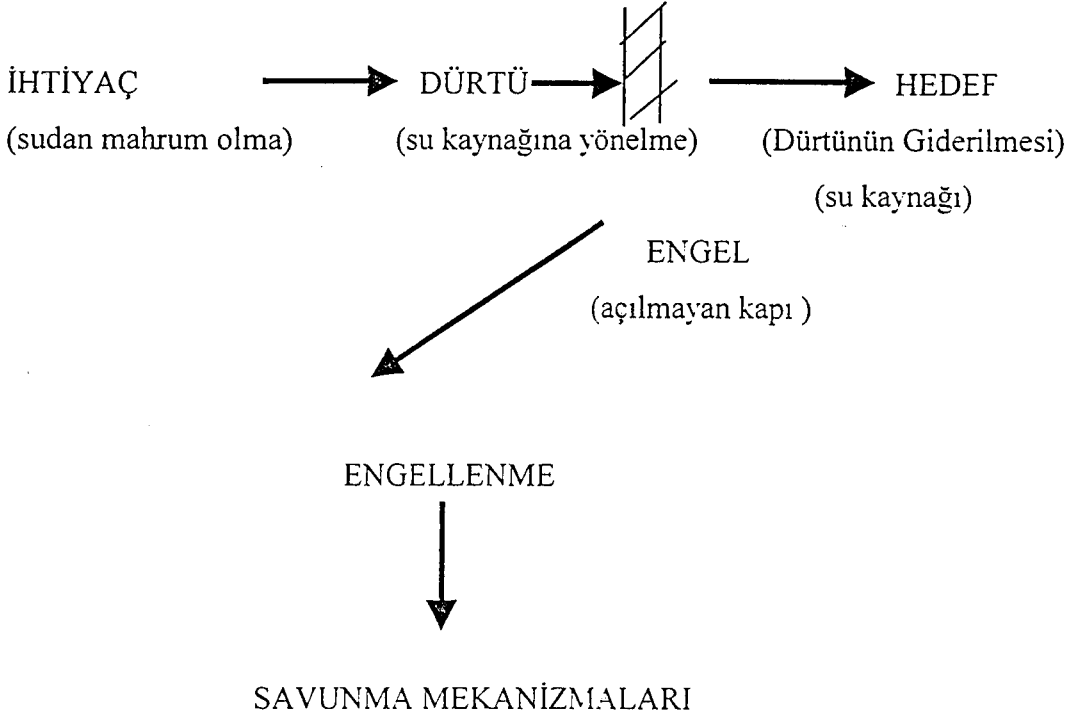 İHTİYAÇ DÜRTÜ HEDEF
(sudan mahrum olma) (su kaynağına yönelme) (Dürtünün Giderilmesi)
(su kaynağı)
ENGEL
(açılmayan kapı )
ENGELLENME
SAVUNMA MEKANİZMALARI